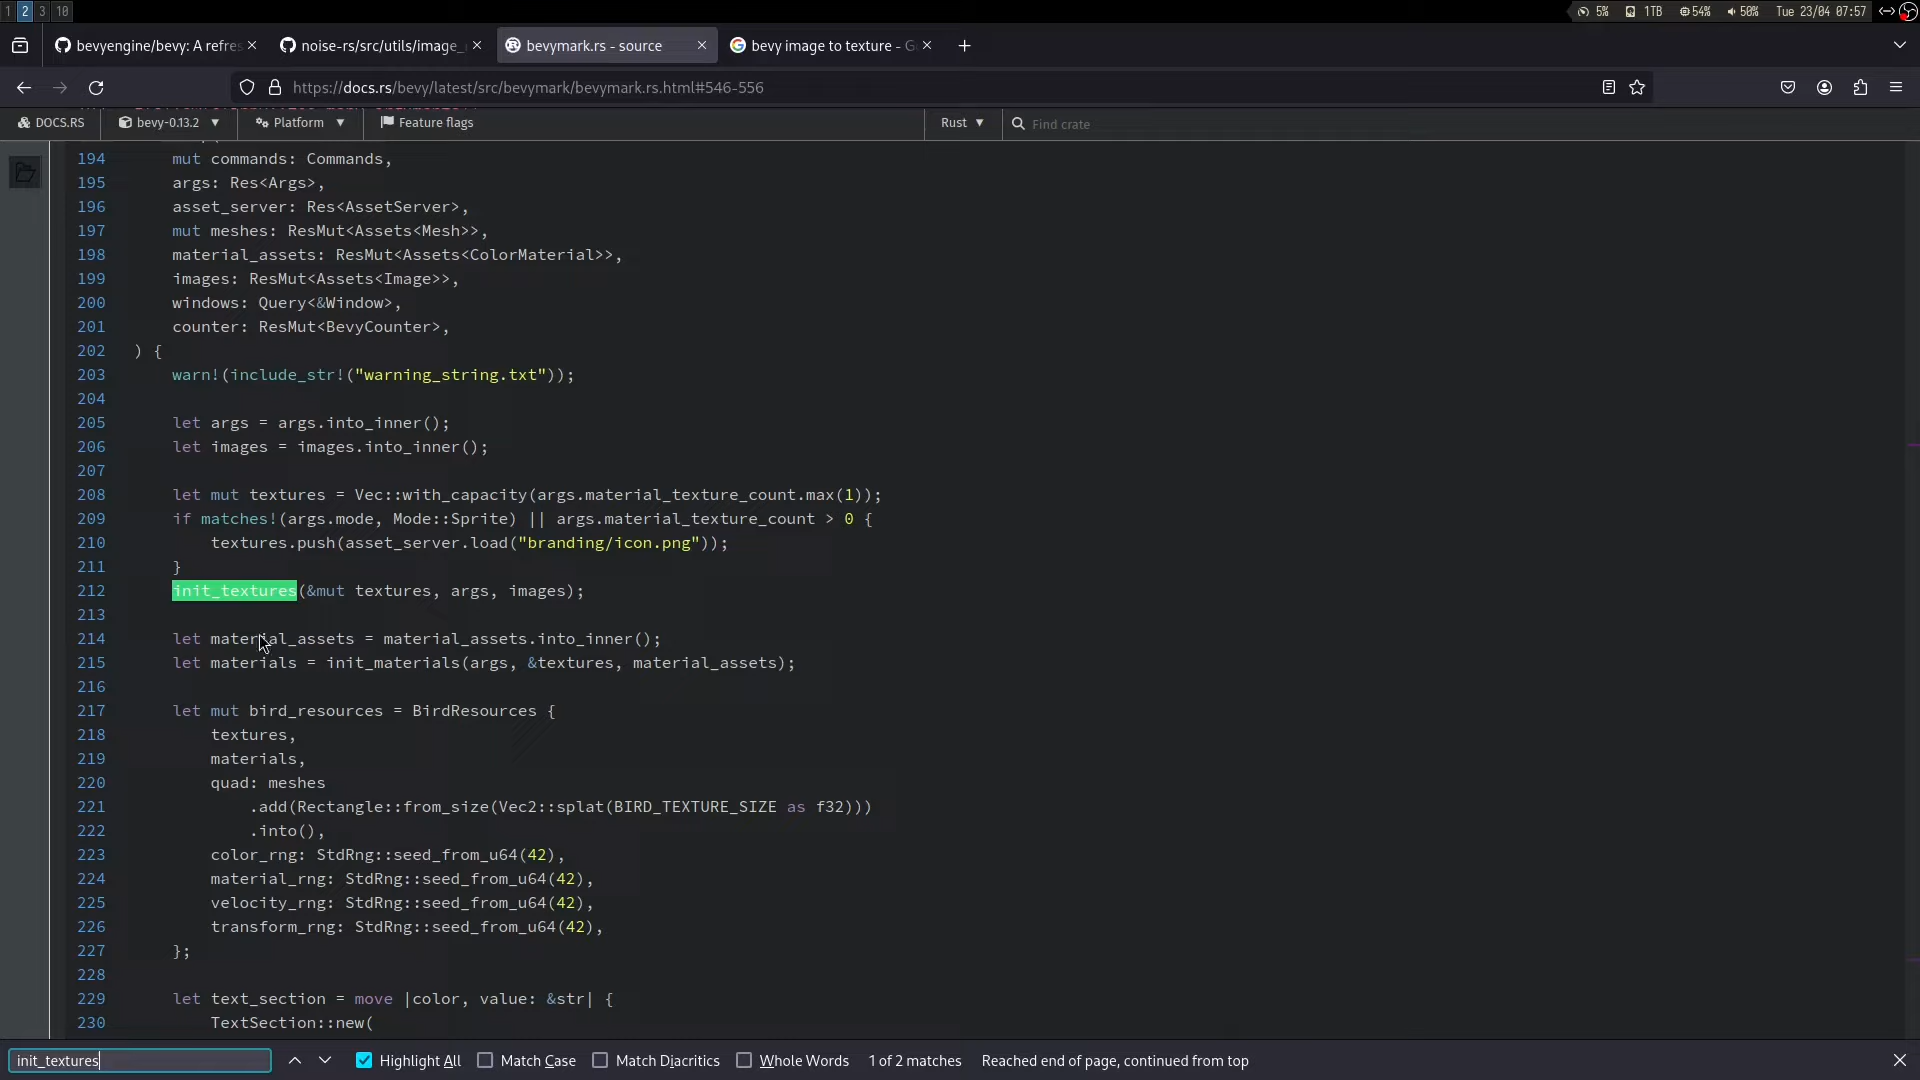 1 2 3 10
5% 1TB 54% 50% Tue 23/04 07:57
bevyengine/bevy: A refres
noise-rs/src/utils/image_
bevymark.rs - source
bevy image to texture - G
https://docs.rs/bevy/latest/src/bevymark/bevymark.rs.html#546-556
DOCS.RS bevy-0.13.2 Platform Feature flags Rust Find crate
194 mut commands: Commands,
195 args: Res<Args>,
196 asset_server: Res<AssetServer>,
197 mut meshes: ResMut<Assets<Mesh>>,
198 material_assets: ResMut<Assets<ColorMaterial>>,
199 images: ResMut<Assets<Image>>,
200 windows: Query<&Window>,
201 counter: ResMut<BevyCounter>,
202 ) {
203 warn!(include_str!("warning_string.txt"));
204
205 let args = args.into_inner();
206 let images = images.into_inner();
207
208 let mut textures = Vec::with_capacity(args.material_texture_count.max(1));
209 if matches!(args.mode, Mode::Sprite) || args.material_texture_count > 0 {
210 textures.push(asset_server.load("branding/icon.png"));
211 }
212 init_textures(&mut textures, args, images);
213
214 let material_assets = material_assets.into_inner();
215 let materials = init_materials(args, &textures, material_assets);
216
217 let mut bird_resources = BirdResources {
218 textures,
219 materials,
220 quad: meshes
221 .add(Rectangle::from_size(Vec2::splat(BIRD_TEXTURE_SIZE as f32)))
222 .into(),
223 color_rng: StdRng::seed_from_u64(42),
224 material_rng: StdRng::seed_from_u64(42),
225 velocity_rng: StdRng::seed_from_u64(42),
226 transform_rng: StdRng::seed_from_u64(42),
227 };
228
229 let text_section = move |color, value: &str| {
230 TextSection::new(
init_textures Highlight All Match Case Match Diacritics Whole Words 1 of 2 matches Reached end of page, continued from top